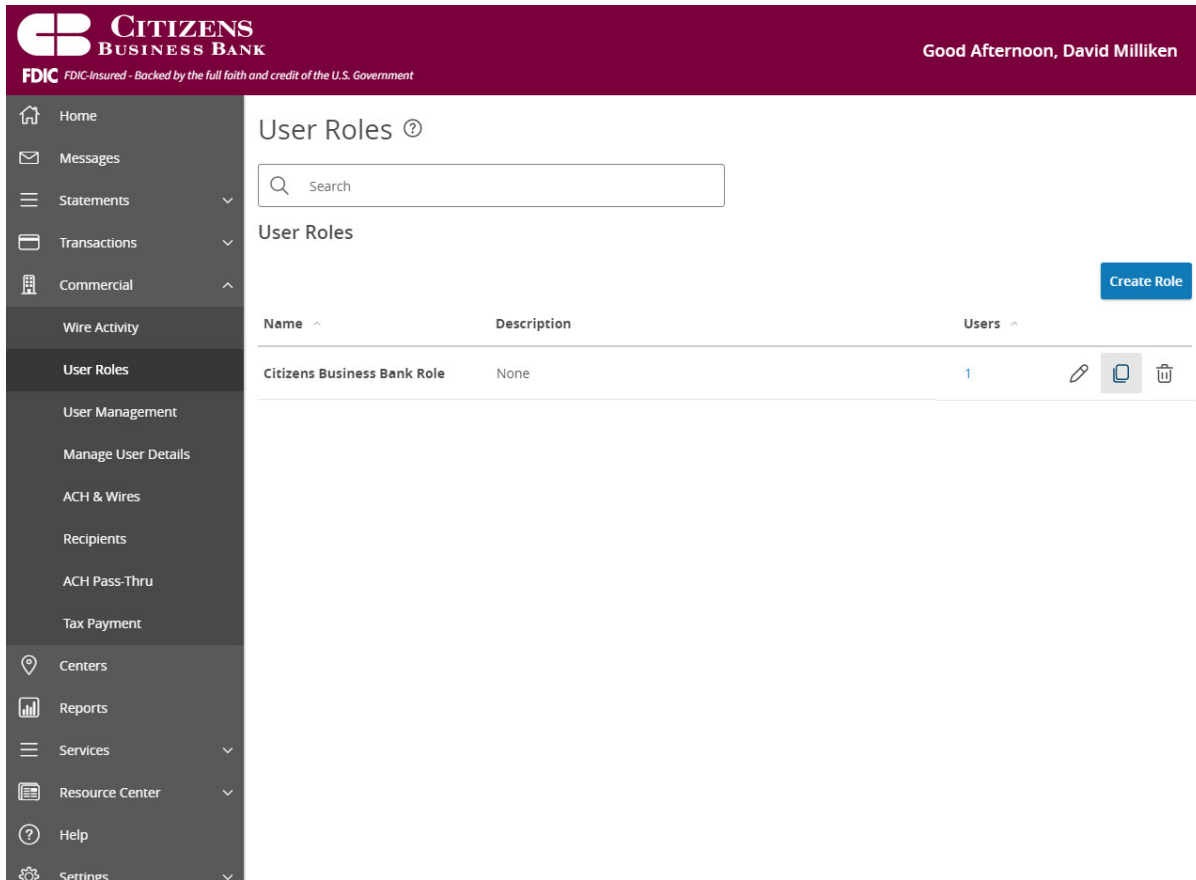 CITIZENS
BUSINESS BANK
FDIC FDIC-Insured - Backed by the full faith and credit of the U.S. Government
Good Afternoon, David Milliken
Home
Messages
Statements
Transactions
Commercial
Wire Activity
User Roles
User Management
Manage User Details
ACH & Wires
Recipients
ACH Pass-Thru
Tax Payment
Centers
Reports
Services
Resource Center
Help
Settings
User Roles
Search
User Roles
Create Role
Name Description Users
Citizens Business Bank Role None 1